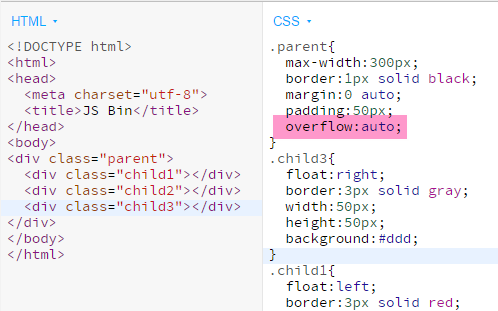 HTML
<!DOCTYPE html>
<html>
<head>
<meta charset="utf-8">
<title>JS Bin</title>
</head>
<body>
<div class="parent">
<div class="child1"></div>
<div class="child2"></div>
<div class="child3"></div>
</div>
</body>
</html>
CSS
.parent{
max-width:300px;
border:1px solid black;
margin:0 auto;
padding:50px;
overflow:auto;
}
.child3{
float:right;
border:3px solid gray;
width:50px;
height:50px;
background:#ddd;
}
.child1{
float:left;
border:3px solid red;